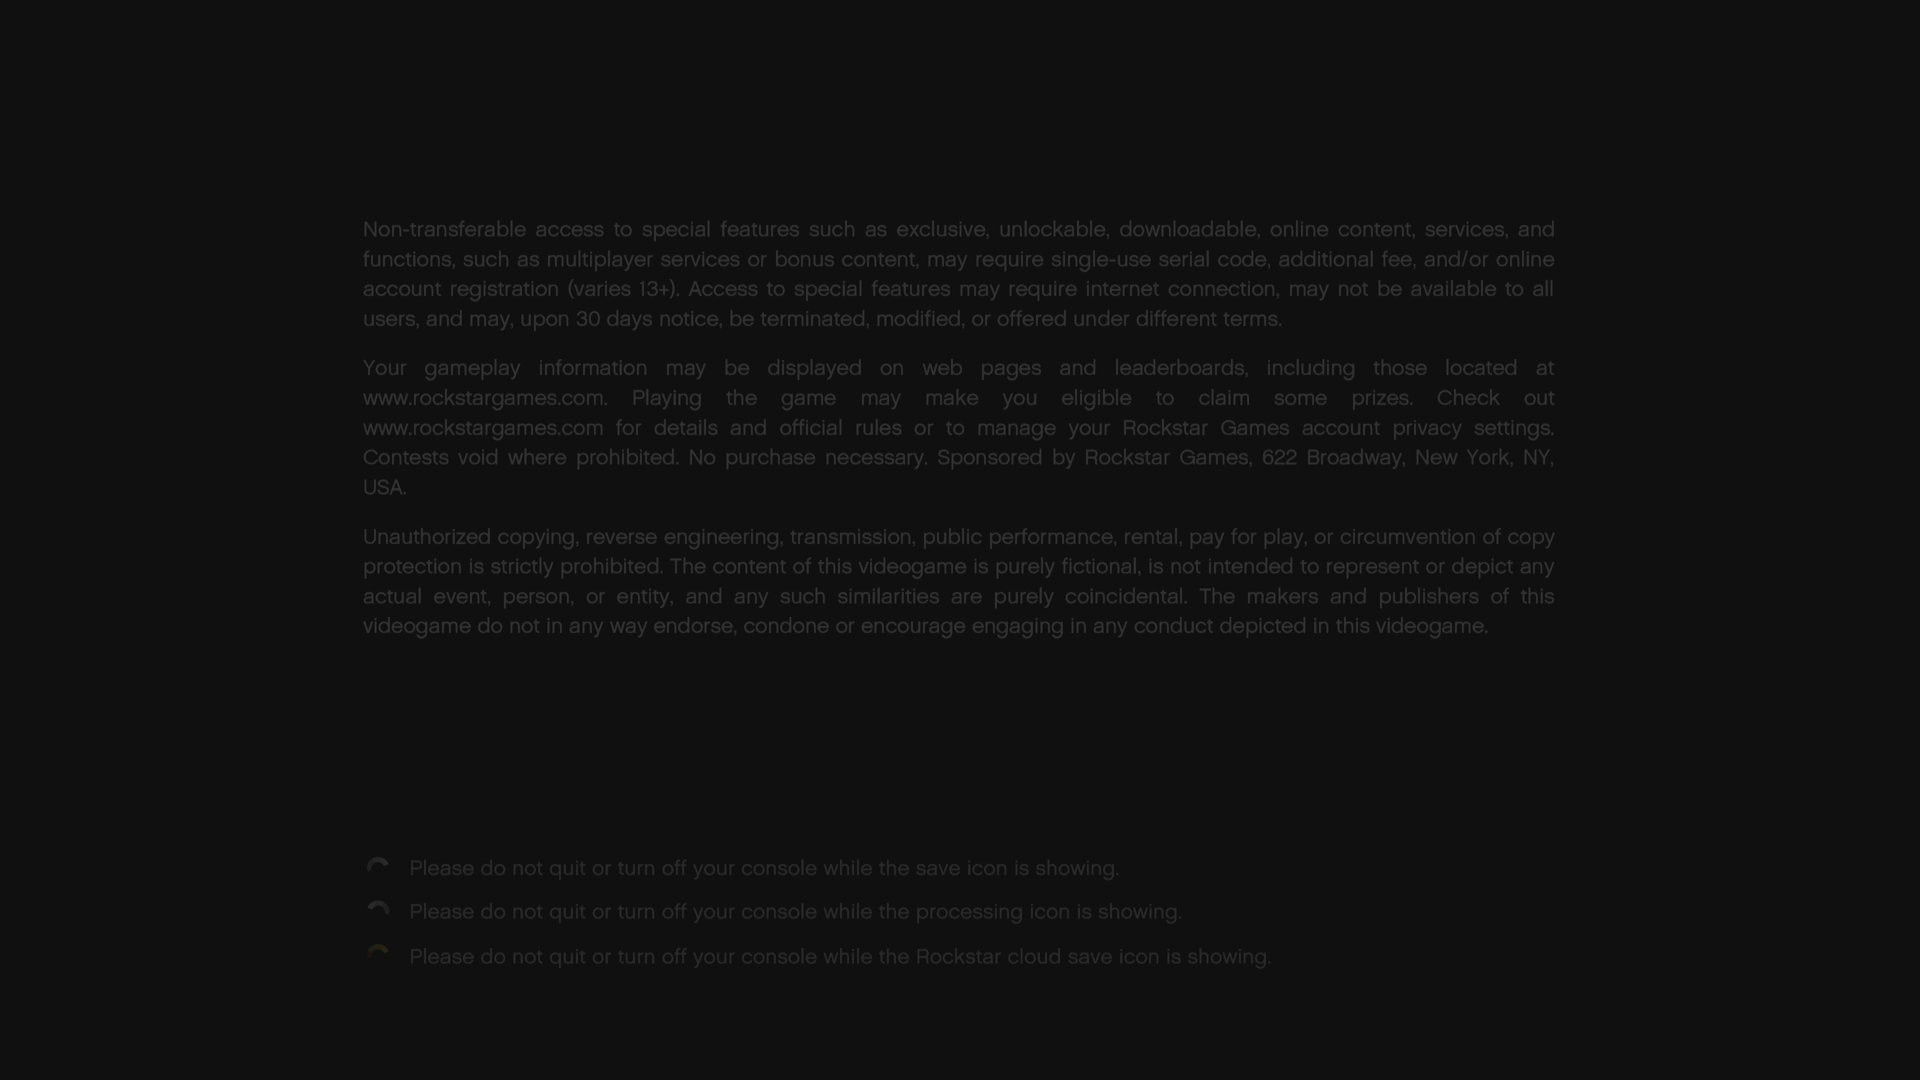 Non-transferable access to special features such as exclusive, unlockable, downloadable, online content, services, and
functions, such as multiplayer services or bonus content, may require single-use serial code, additional fee, and/or online
account registration (varies 13+). Access to special features may require internet connection, may not be available to all
users, and may, upon 30 days notice, be terminated, modified, or offered under different terms.
Your gameplay information may be displayed on web pages and leaderboards, including those located at
www.rockstargames.com. Playing the game may make you eligible to claim some prizes. Check out
www.rockstargames.com for details and official rules or to manage your Rockstar Games account privacy settings.
Contests void where prohibited. No purchase necessary. Sponsored by Rockstar Games, 622 Broadway, New York, NY,
USA.
Unauthorized copying, reverse engineering, transmission, public performance, rental, pay for play, or circumvention of copy
protection is strictly prohibited. The content of this videogame is purely fictional, is not intended to represent or depict any
actual event, person, or entity, and any such similarities are purely coincidental. The makers and publishers of this
videogame do not in any way endorse, condone or encourage engaging in any conduct depicted in this videogame.
Please do not quit or turn off your console while the save icon is showing.
Please do not quit or turn off your console while the processing icon is showing.
Please do not quit or turn off your console while the Rockstar cloud save icon is showing.